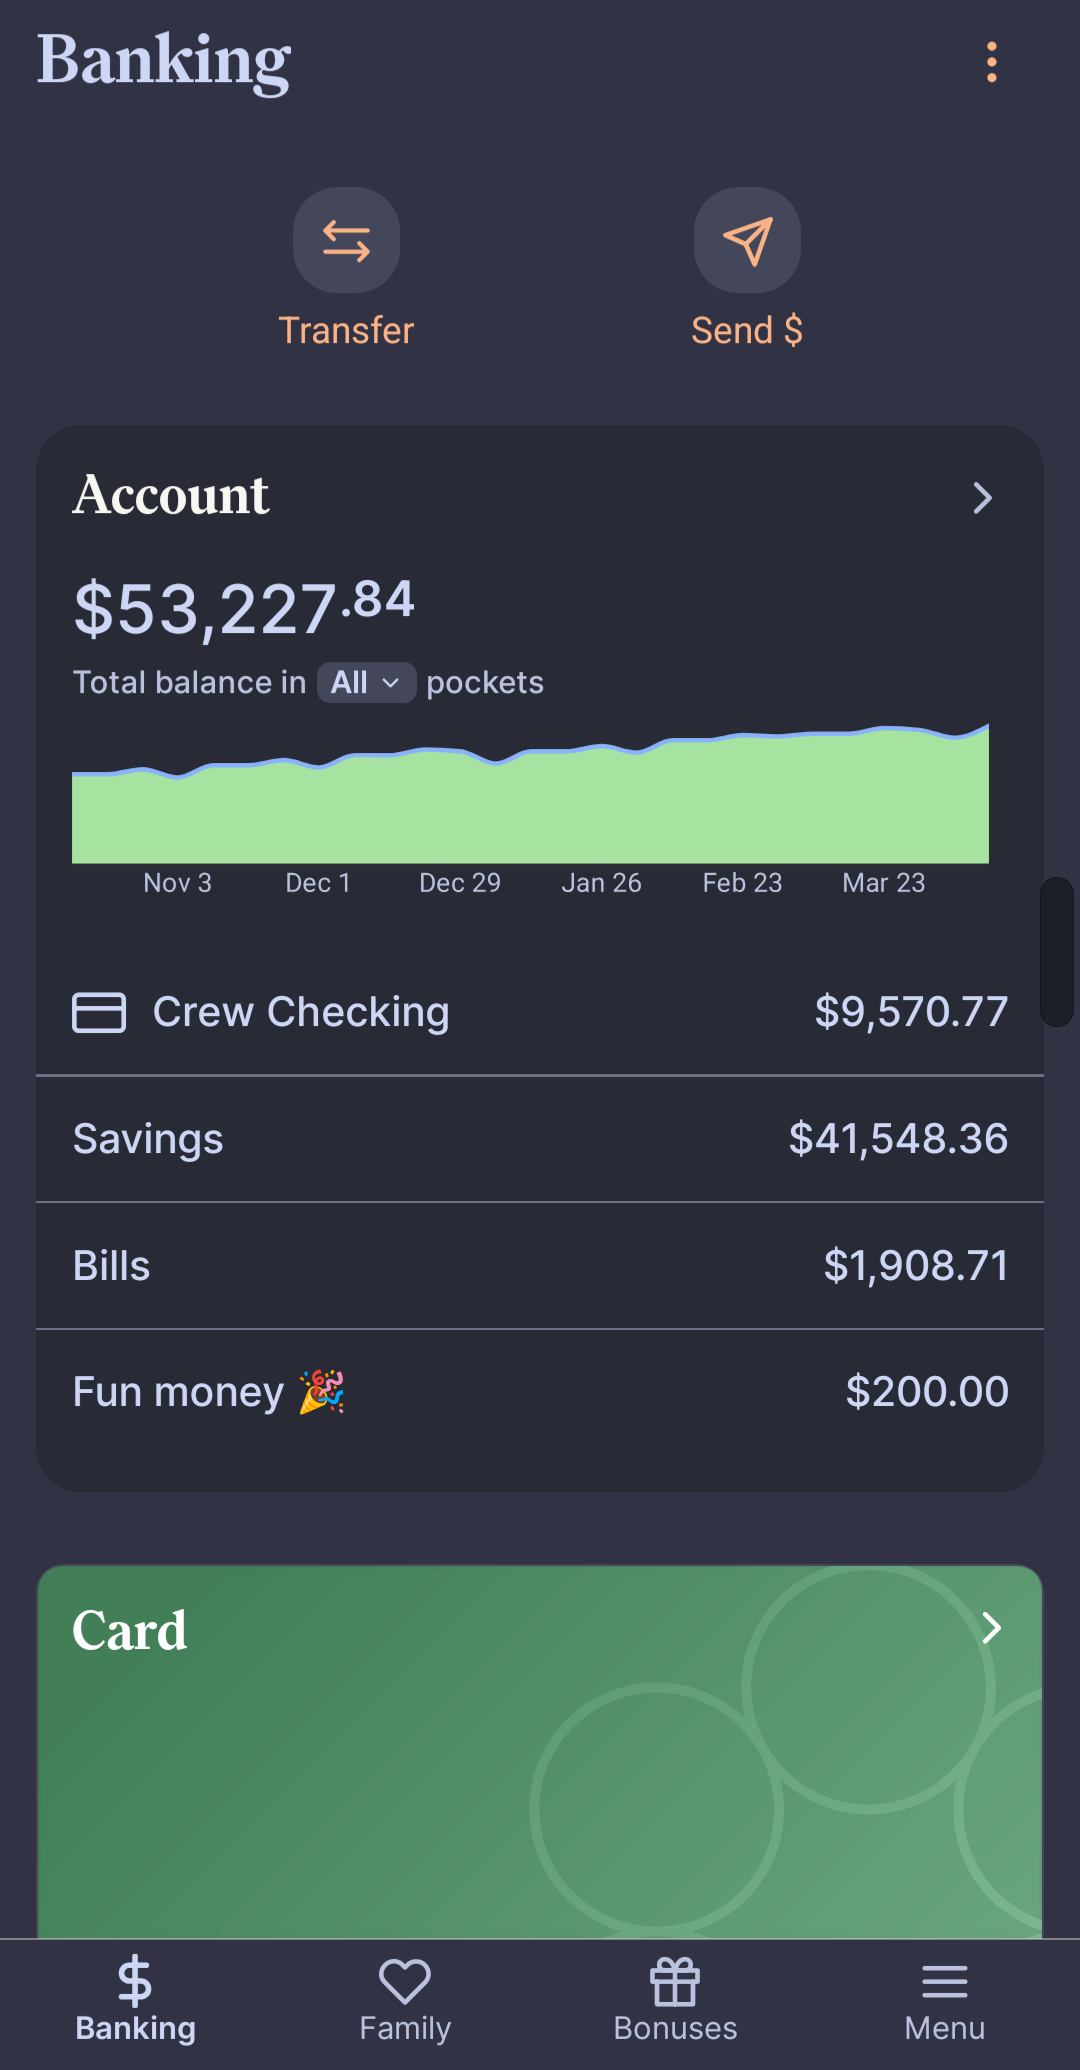 Banking
Transfer
Send $
Account
$53,227.84
Total balance in All pockets
Nov 3 Dec 1 Dec 29 Jan 26 Feb 23 Mar 23
Crew Checking $9,570.77
Savings $41,548.36
Bills $1,908.71
Fun money 🎉 $200.00
Card
Banking Family Bonuses Menu